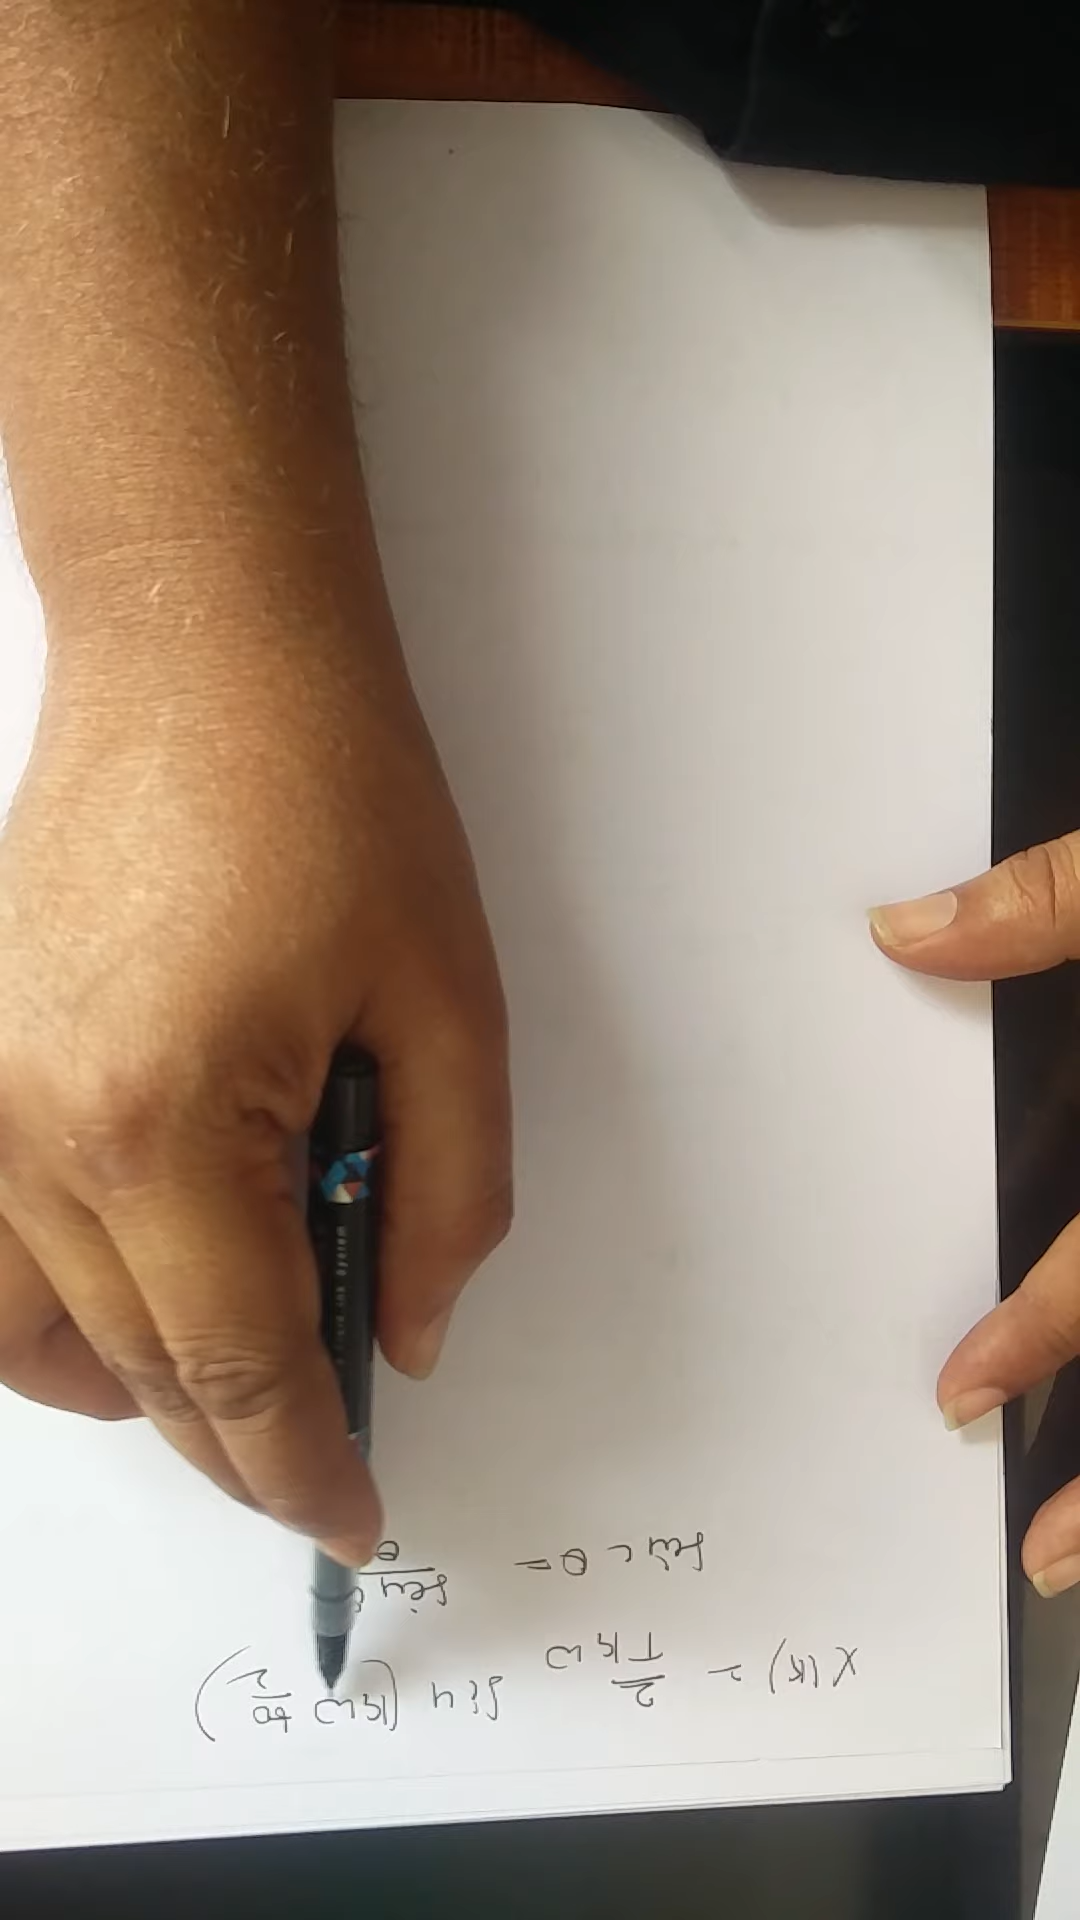 X(k) = 2/(Tkω) sin (kω to/2)
sinc θ = sin θ/θ